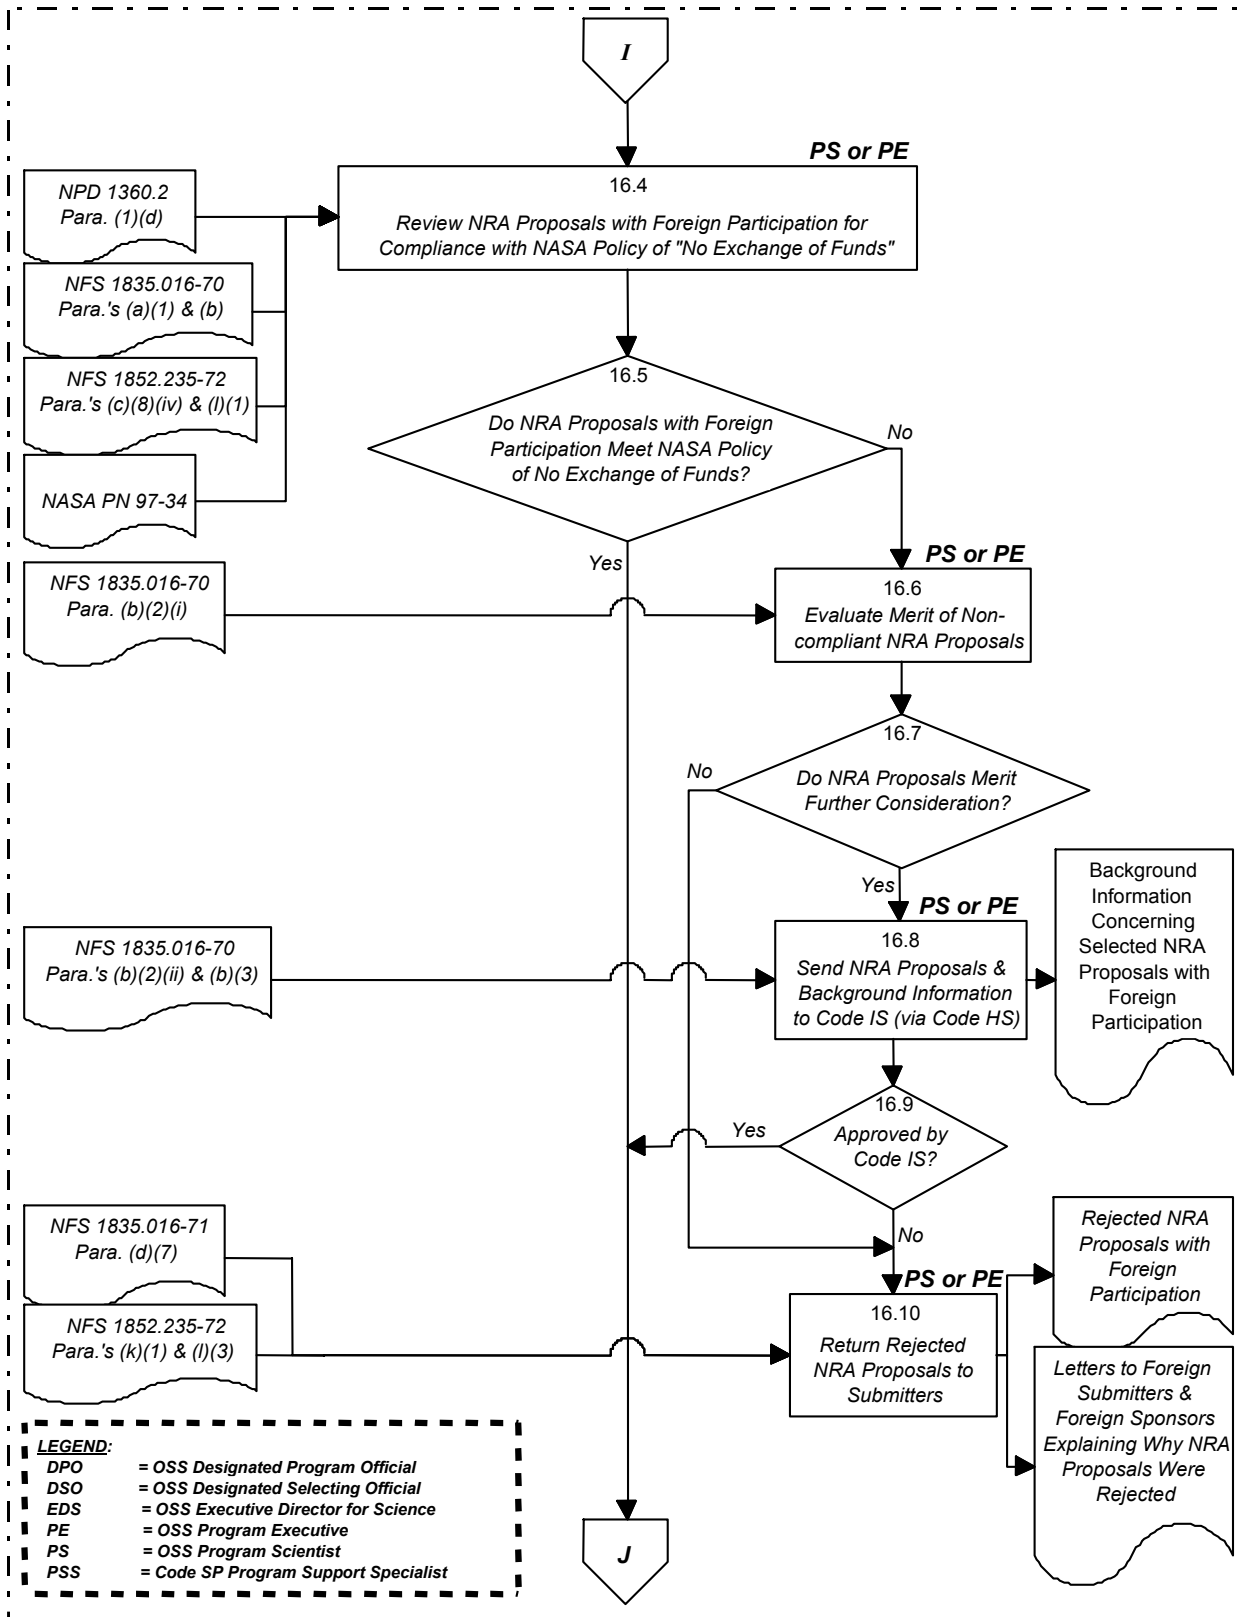 I
PS or PE
NPD 1360.2
Para. (1)(d)
16.4
Review NRA Proposals with Foreign Participation for
Compliance with NASA Policy of "No Exchange of Funds"
NFS 1835.016-70
Para.'s (a)(1) & (b)
NFS 1852.235-72
Para.'s (c)(8)(iv) & (l)(1)
NASA PN 97-34
16.5
Do NRA Proposals with Foreign
Participation Meet NASA Policy
of No Exchange of Funds?
No
Yes
PS or PE
NFS 1835.016-70
Para. (b)(2)(i)
16.6
Evaluate Merit of Non-
compliant NRA Proposals
16.7
Do NRA Proposals Merit
Further Consideration?
No
Yes
PS or PE
NFS 1835.016-70
Para.'s (b)(2)(ii) & (b)(3)
16.8
Send NRA Proposals &
Background Information
to Code IS (via Code HS)
Background
Information
Concerning
Selected NRA
Proposals with
Foreign
Participation
16.9
Approved by
Code IS?
Yes
No
NFS 1835.016-71
Para. (d)(7)
NFS 1852.235-72
Para.'s (k)(1) & (l)(3)
PS or PE
16.10
Return Rejected
NRA Proposals to
Submitters
Rejected NRA
Proposals with
Foreign
Participation
Letters to Foreign
Submitters &
Foreign Sponsors
Explaining Why NRA
Proposals Were
Rejected
LEGEND:
DPO = OSS Designated Program Official
DSO = OSS Designated Selecting Official
EDS = OSS Executive Director for Science
PE = OSS Program Executive
PS = OSS Program Scientist
PSS = Code SP Program Support Specialist
J